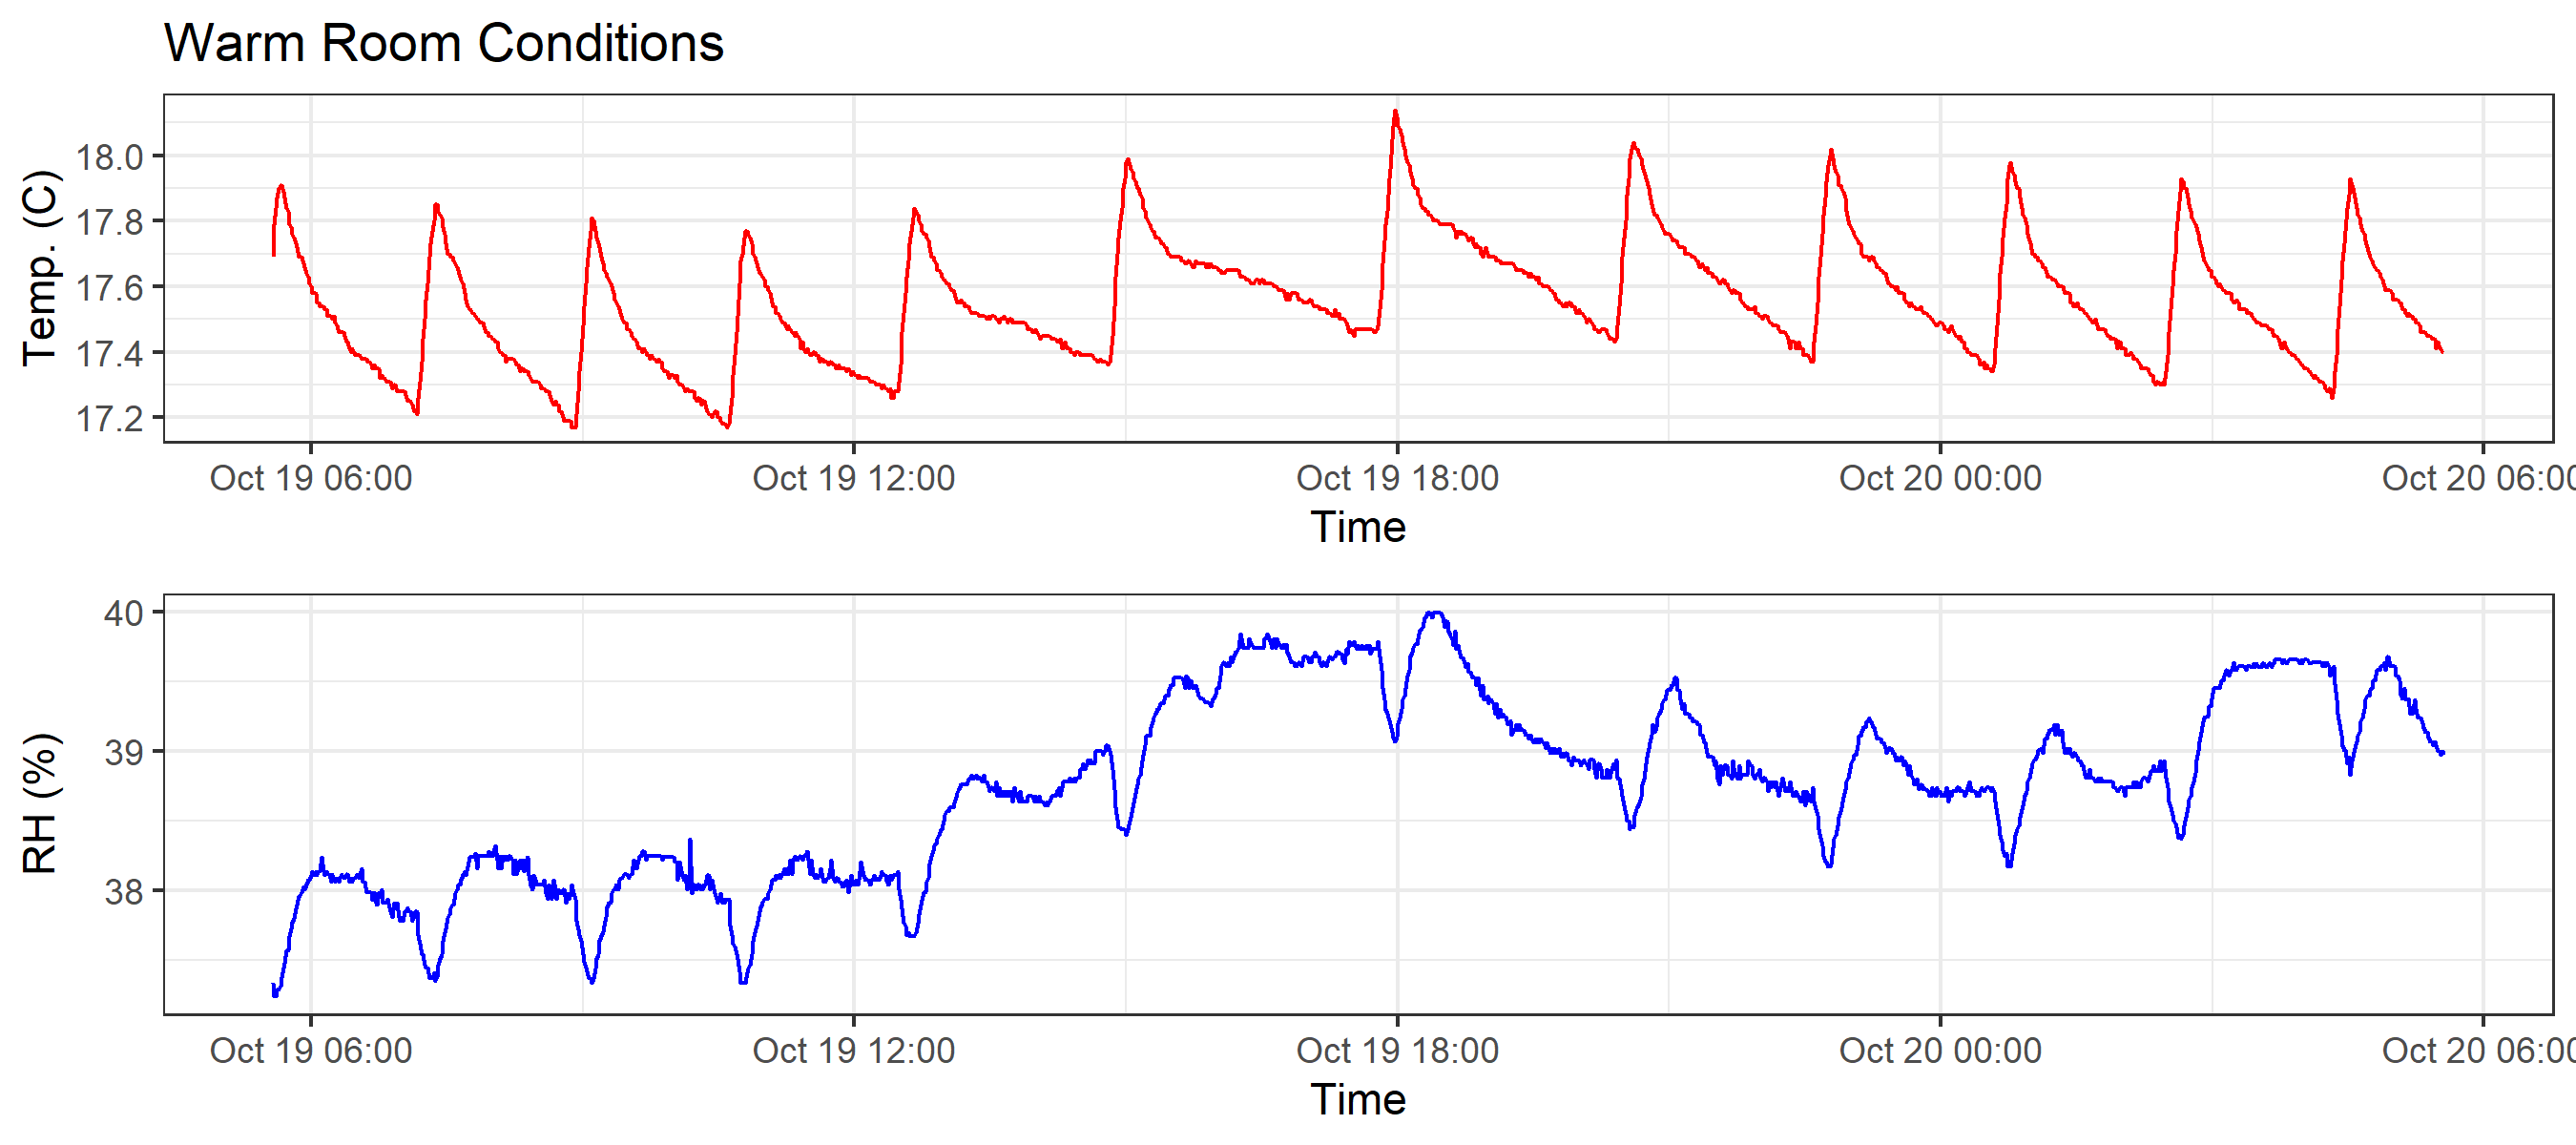 Warm Room Conditions
Temp. (C)
18.0
17.8
17.6
17.4
17.2
Oct 19 06:00 Oct 19 12:00 Oct 19 18:00 Oct 20 00:00 Oct 20 06:00
Time
RH (%)
40
39
38
Oct 19 06:00 Oct 19 12:00 Oct 19 18:00 Oct 20 00:00 Oct 20 06:00
Time